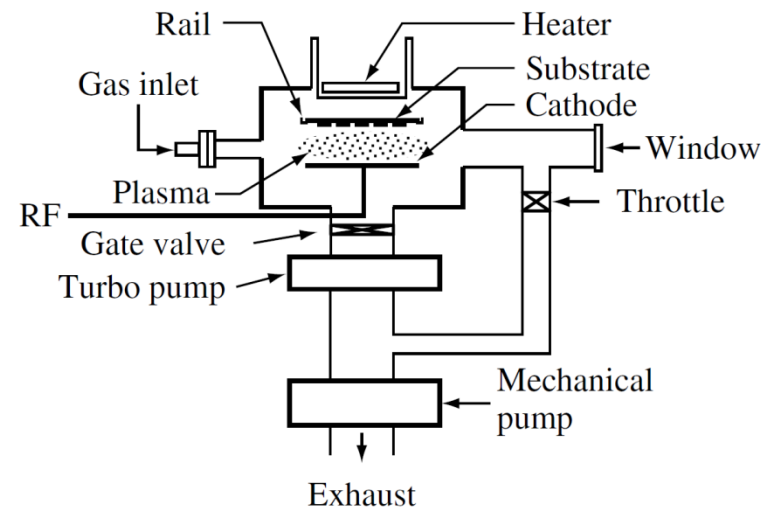 Rail
Heater
Gas inlet
Substrate
Cathode
Window
Plasma
Throttle
RF
Gate valve
Turbo pump
Mechanical
pump
Exhaust